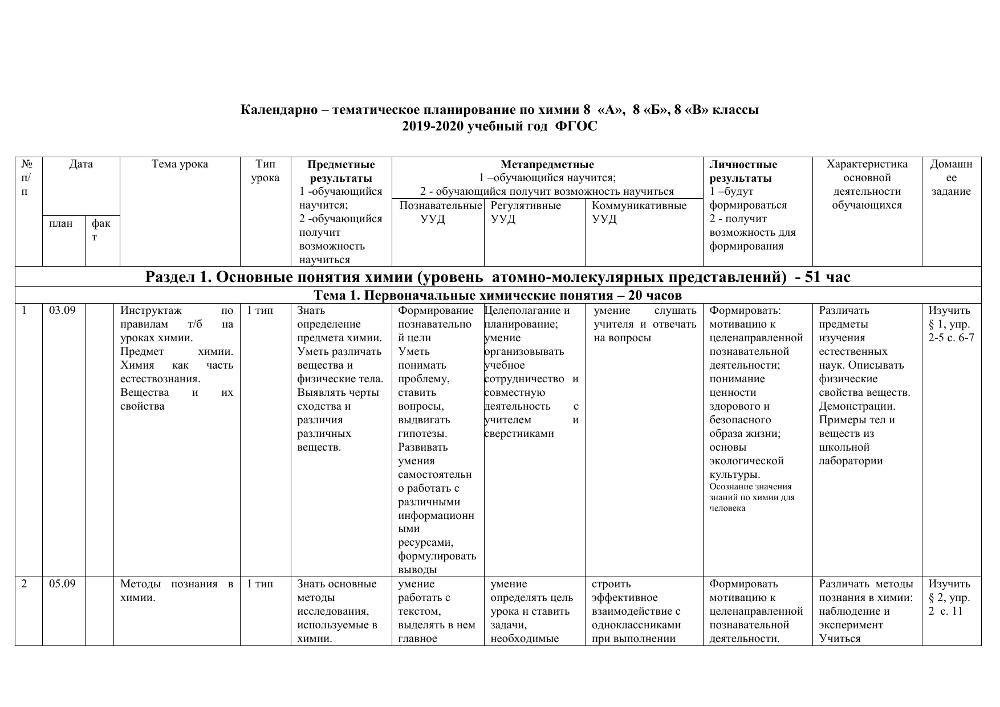 Календарно – тематическое планирование по химии 8 «А», 8 «Б», 8 «В» классы
2019-2020 учебный год ФГОС
№
п/
п
Дата
план
фак
т
Тема урока
Тип
урока
Предметные
результаты
1 -обучающийся
научится;
2 -обучающийся
получит
возможность
научиться
Метапредметные
1 –обучающийся научится;
2 - обучающийся получит возможность научиться
Познавательные
УУД
Регулятивные
УУД
Коммуникативные
УУД
Личностные
результаты
1 –будут
формироваться
2 - получит
возможность для
формирования
Характеристика
основной
деятельности
обучающихся
Домашн
ее
задание
Раздел 1. Основные понятия химии (уровень атомно-молекулярных представлений) - 51 час
Тема 1. Первоначальные химические понятия – 20 часов
1
03.09
Инструктаж по
правилам т/б на
уроках химии.
Предмет химии.
Химия как часть
естествознания.
Вещества и их
свойства
1 тип
Знать
определение
предмета химии.
Уметь различать
вещества и
физические тела.
Выявлять черты
сходства и
различия
различных
веществ.
Формирование
познавательно
й цели
Уметь
понимать
проблему,
ставить
вопросы,
выдвигать
гипотезы.
Развивать
умения
самостоятельн
о работать с
различными
информационн
ыми
ресурсами,
формулировать
выводы
Целеполагание и
планирование;
умение
организовывать
учебное
сотрудничество и
совместную
деятельность с
учителем и
сверстниками
умение слушать
учителя и отвечать
на вопросы
Формировать:
мотивацию к
целенаправленной
познавательной
деятельности;
понимание
ценности
здорового и
безопасного
образа жизни;
основы
экологической
культуры.
Осознание значения
знаний по химии для
человека
Различать
предметы
изучения
естественных
наук. Описывать
физические
свойства веществ.
Демонстрации.
Примеры тел и
веществ из
школьной
лаборатории
Изучить
§ 1, упр.
2-5 с. 6-7
2
05.09
Методы познания в
химии.
1 тип
Знать основные
методы
исследования,
используемые в
химии.
умение
работать с
текстом,
выделять в нем
главное
умение
определять цель
урока и ставить
задачи,
необходимые
строить
эффективное
взаимодействие с
одноклассниками
при выполнении
Формировать
мотивацию к
целенаправленной
познавательной
деятельности.
Различать методы
познания в химии:
наблюдение и
эксперимент
Учиться
Изучить
§ 2, упр.
2 с. 11